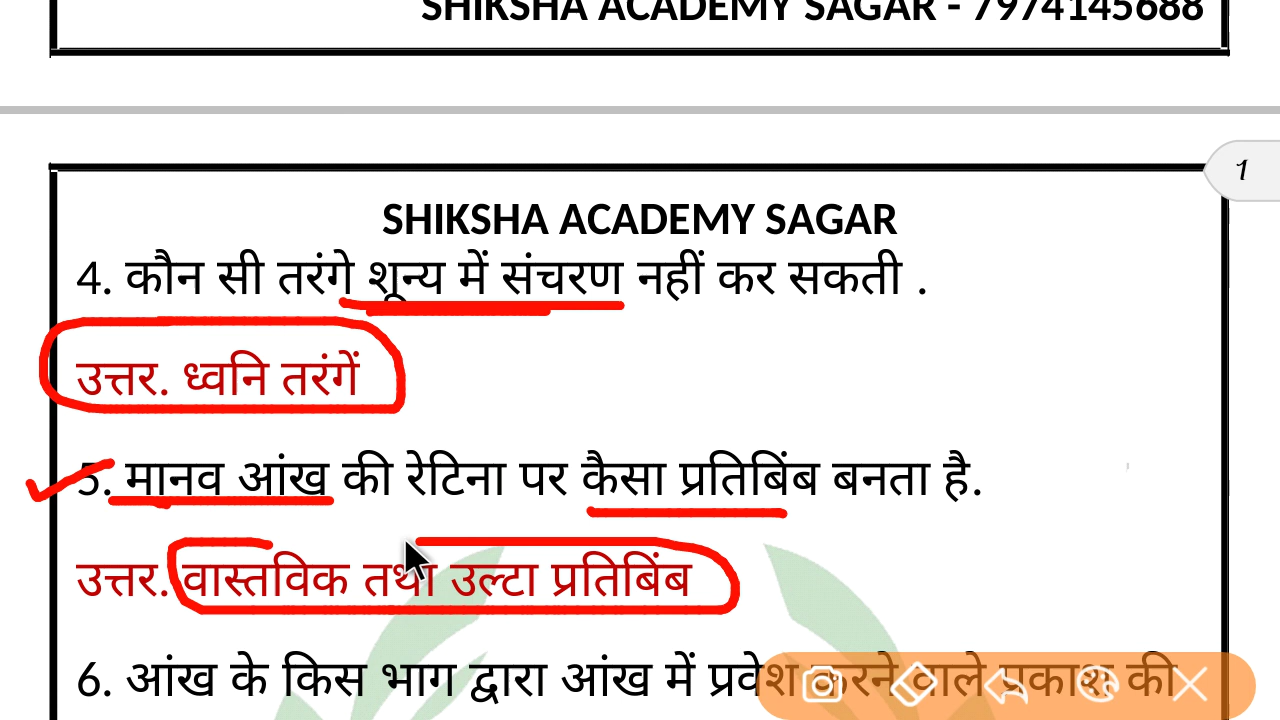 SHIKSHA ACADEMY SAGAR - 7974145688
1
SHIKSHA ACADEMY SAGAR
4. कौन सी तरंगे शून्य में संचरण नहीं कर सकती .
उत्तर. ध्वनि तरंगें
5. मानव आंख की रेटिना पर कैसा प्रतिबिंब बनता है.
उत्तर. वास्तविक तथा उल्टा प्रतिबिंब
6. आंख के किस भाग द्वारा आंख में प्रवेश करने वाले प्रकाश की